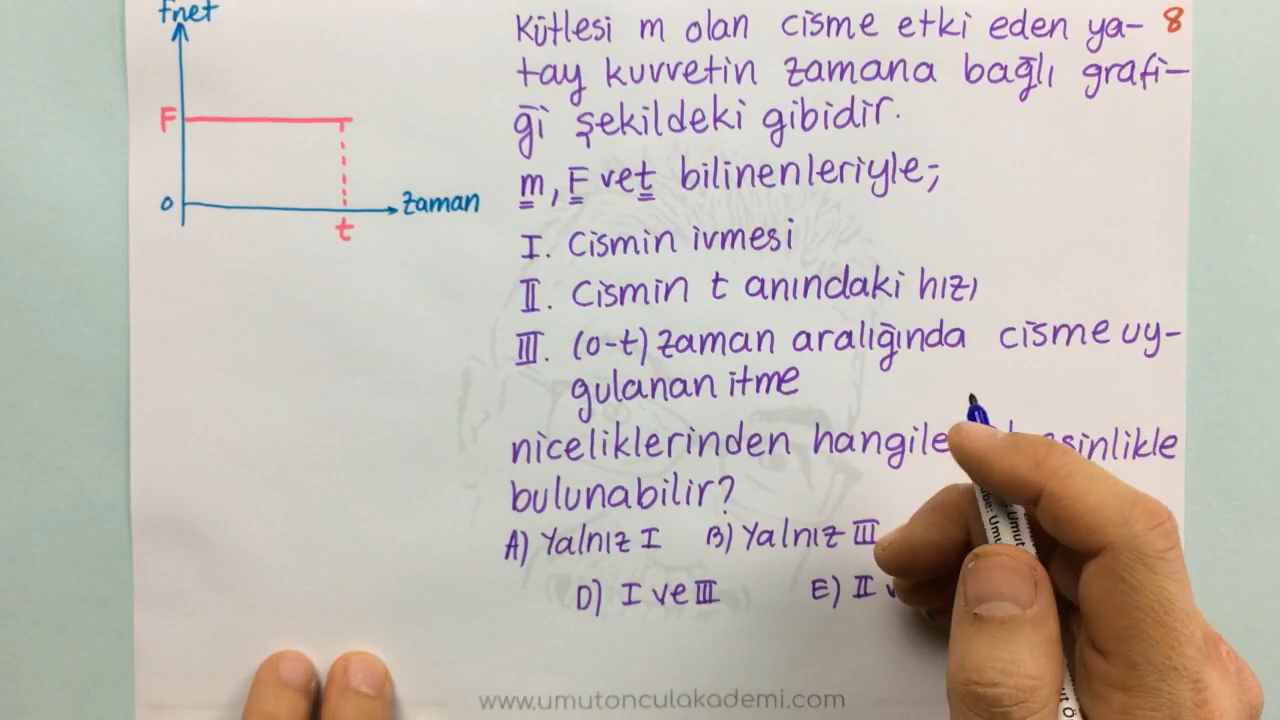 Fnet
F
0
Zaman
t
Kütlesi m olan cisme etki eden ya- 8
tay kuvvetin zamana bağlı grafi-
ği şekildeki gibidir.
m, F ve t bilinenleriyle;
I. Cismin ivmesi
II. Cismin t anındaki hızı
III. (0-t) zaman aralığında cisme uy-
gulanan itme
niceliklerinden
bulunabilir?
A) Yalnız I B) Yalnız III
D) I ve III E) II
www.umutonculakademi.com